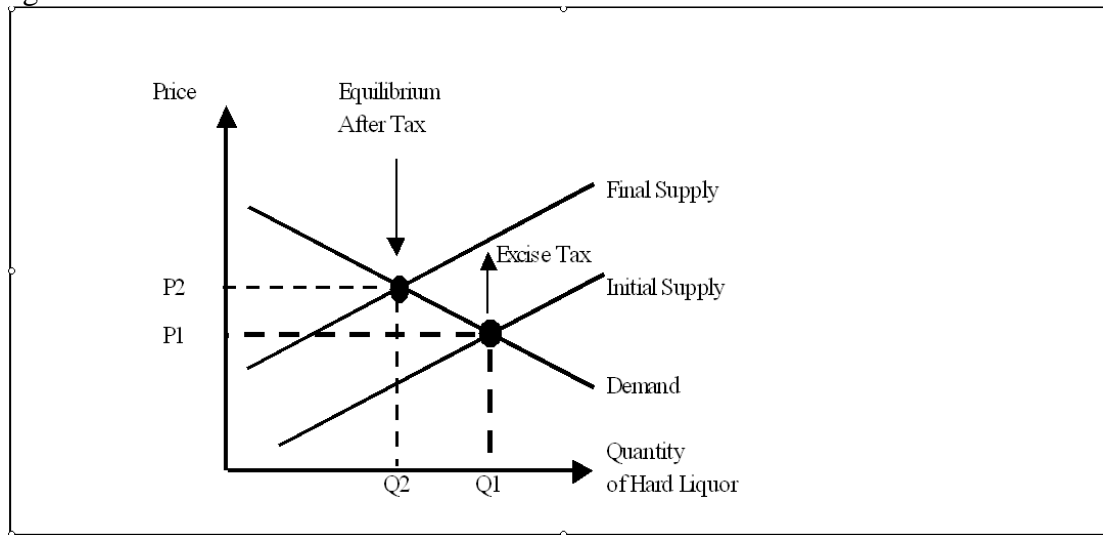 Price
Equilibrium
After Tax
Final Supply
Excise Tax
P2
Initial Supply
P1
Demand
Quantity
of Hard Liquor
Q2
Q1